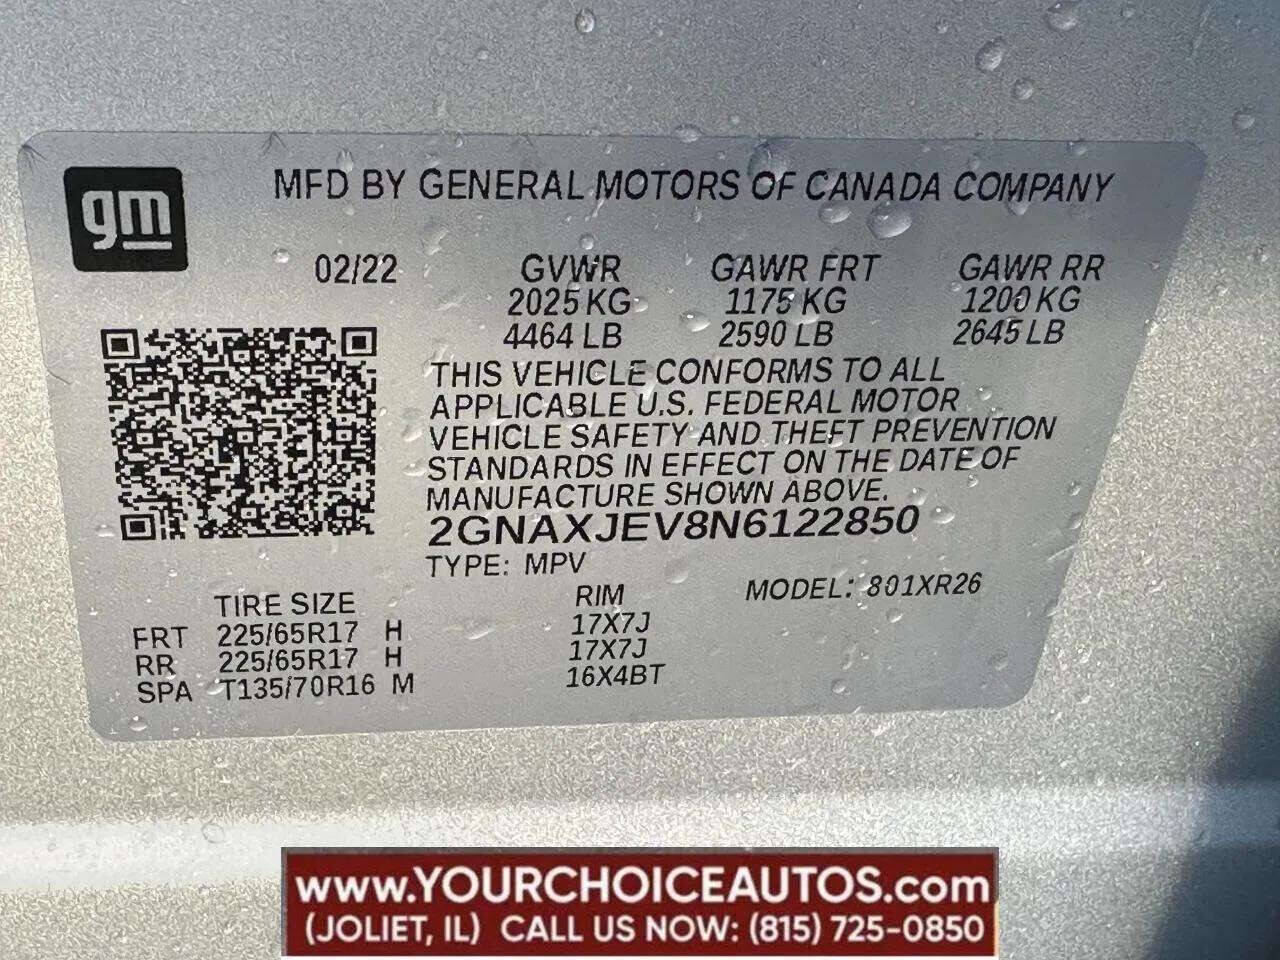 gm
MFD BY GENERAL MOTORS OF CANADA COMPANY
02/22 GVWR GAWR FRT GAWR RR
2025 KG 1175 KG 1200 KG
4464 LB 2590 LB 2645 LB
THIS VEHICLE CONFORMS TO ALL
APPLICABLE U.S. FEDERAL MOTOR
VEHICLE SAFETY AND THEFT PREVENTION
STANDARDS IN EFFECT ON THE DATE OF
MANUFACTURE SHOWN ABOVE.
2GNAXJEV8N6122850
TYPE: MPV
MODEL: 801XR26
TIRE SIZE RIM
FRT 225/65R17 H 17X7J
RR 225/65R17 H 17X7J
SPA T135/70R16 M 16X4BT
www.YOURCHOICEAUTOS.com
(JOLIET, IL) CALL US NOW: (815) 725-0850